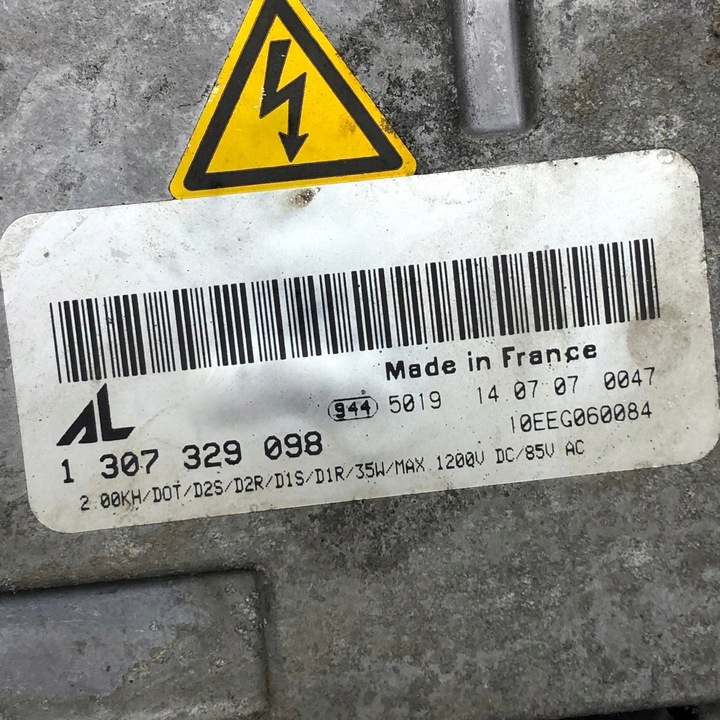 Made in France
AL
944 5019 14 07 07 0047
1 307 329 098
10EEG060084
2.00KH/DOT/D2S/D2R/D1S/D1R/35W/MAX 1200V DC/85V AC